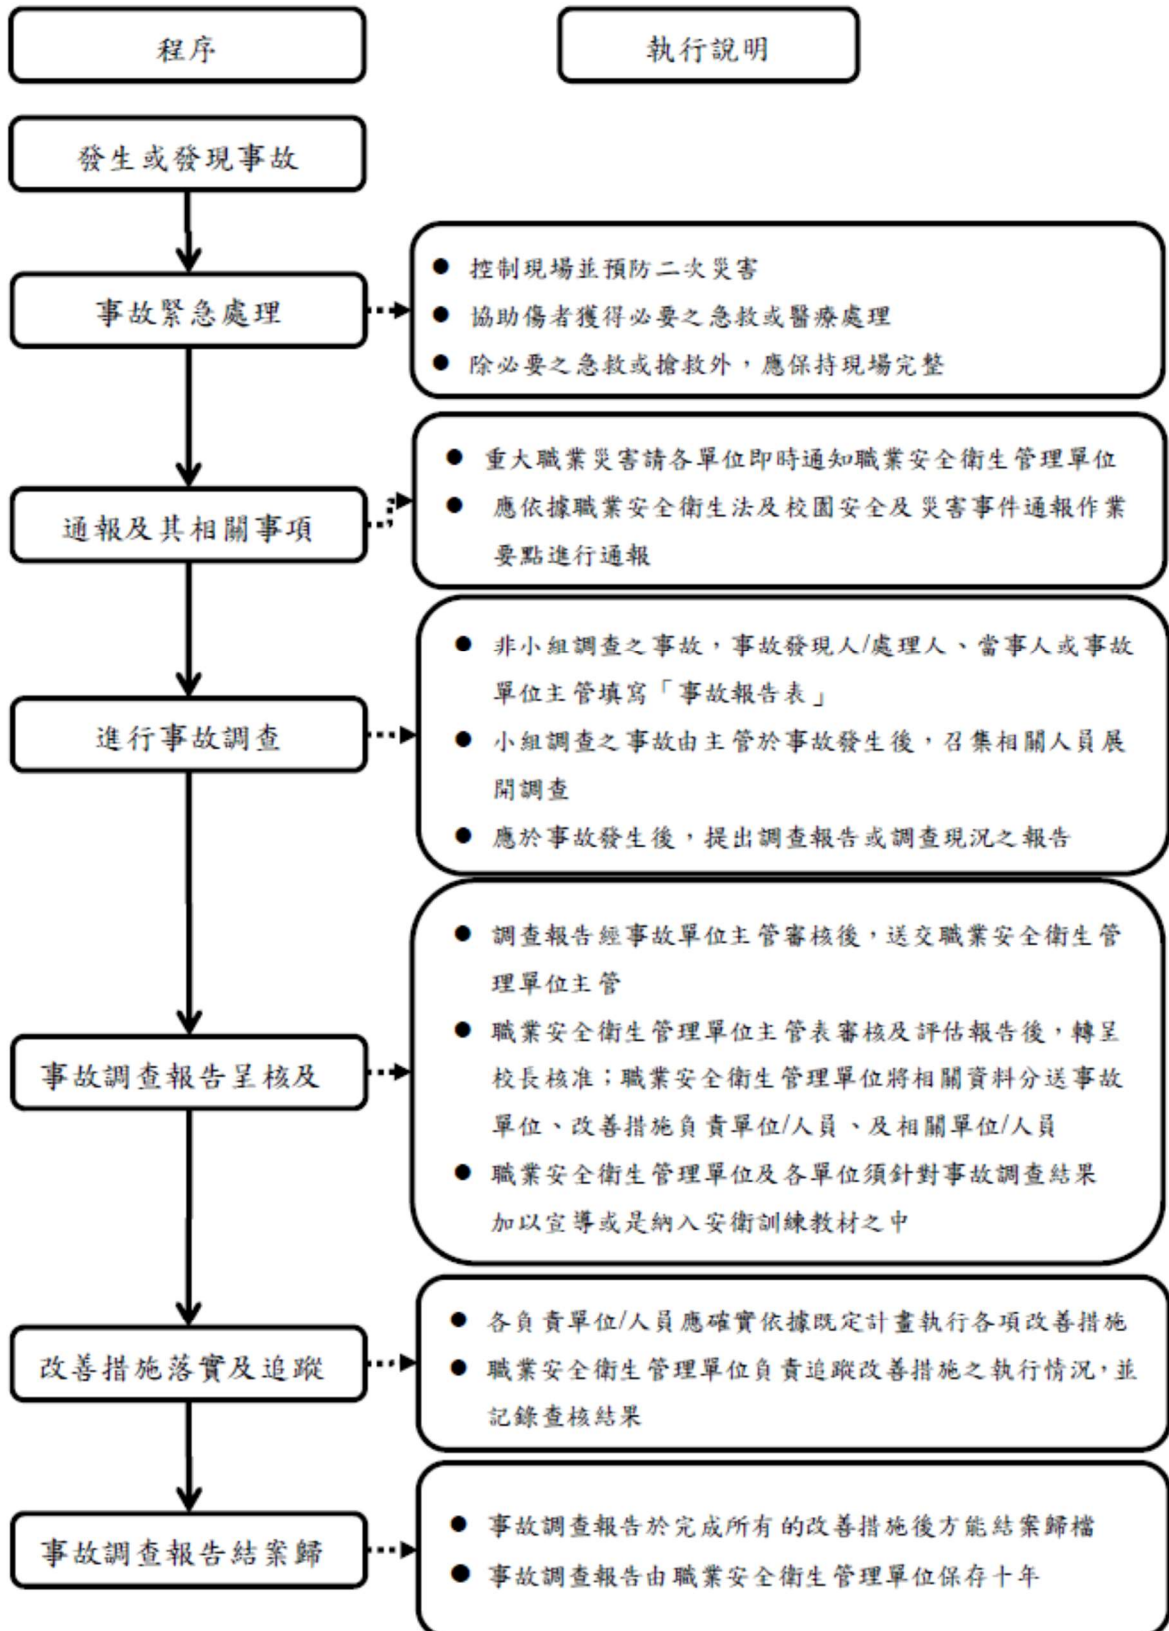 程序
執行說明
發生或發現事故
事故緊急處理
● 控制現場並預防二次災害
● 協助傷者獲得必要之急救或醫療處理
● 除必要之急救或搶救外，應保持現場完整
通報及其相關事項
● 重大職業災害請各單位即時通知職業安全衛生管理單位
● 應依據職業安全衛生法及校園安全及災害事件通報作業
要點進行通報
進行事故調查
● 非小組調查之事故，事故發現人/處理人、當事人或事故
單位主管填寫「事故報告表」
● 小組調查之事故由主管於事故發生後，召集相關人員展
開調查
● 應於事故發生後，提出調查報告或調查現況之報告
事故調查報告呈核及
● 調查報告經事故單位主管審核後，送交職業安全衛生管
理單位主管
● 職業安全衛生管理單位主管表審核及評估報告後，轉呈
校長核准；職業安全衛生管理單位將相關資料分送事故
單位、改善措施負責單位/人員、及相關單位/人員
● 職業安全衛生管理單位及各單位須針對事故調查結果
加以宣導或是納入安衛訓練教材之中
改善措施落實及追蹤
● 各負責單位/人員應確實依據既定計畫執行各項改善措施
● 職業安全衛生管理單位負責追蹤改善措施之執行情況，並
記錄查核結果
事故調查報告結案歸
● 事故調查報告於完成所有的改善措施後方能結案歸檔
● 事故調查報告由職業安全衛生管理單位保存十年